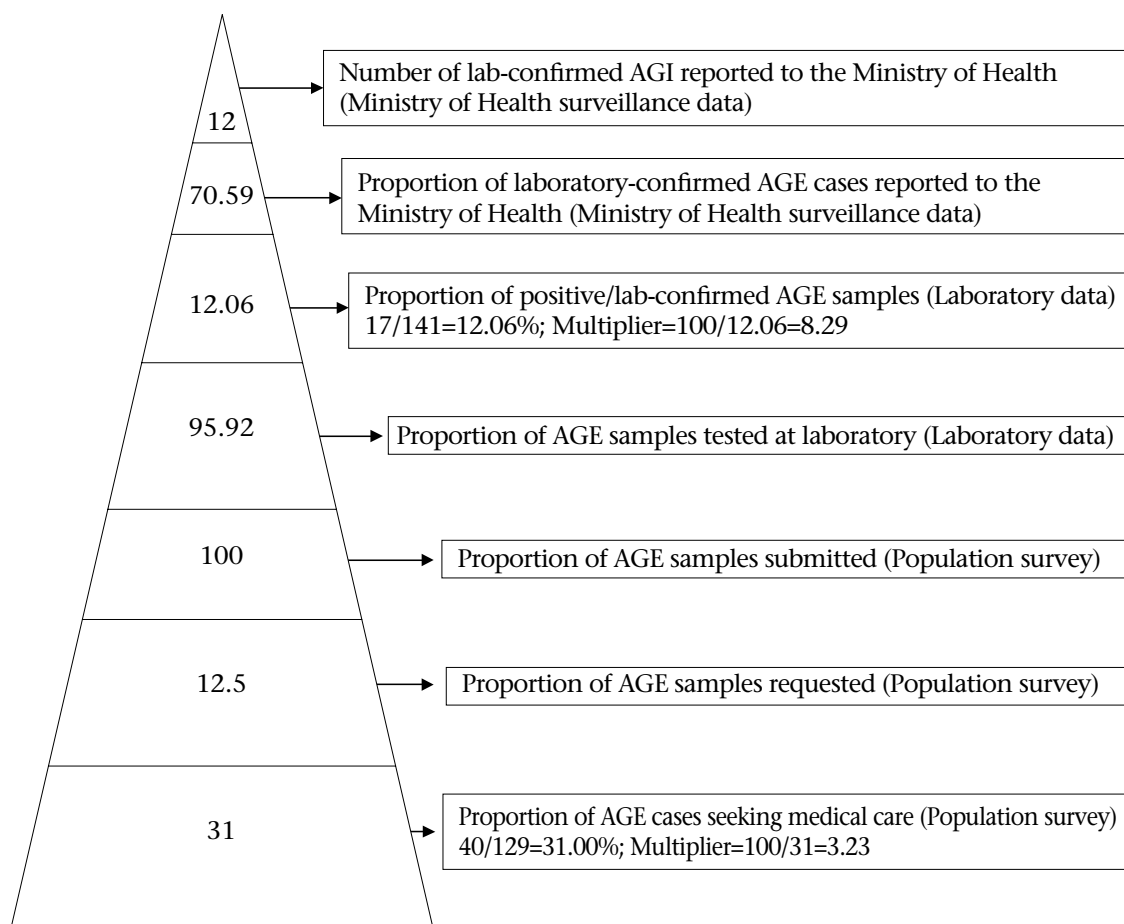 Number of lab-confirmed AGI reported to the Ministry of Health
(Ministry of Health surveillance data)
12
70.59
Proportion of laboratory-confirmed AGE cases reported to the
Ministry of Health (Ministry of Health surveillance data)
12.06
Proportion of positive/lab-confirmed AGE samples (Laboratory data)
17/141=12.06%; Multiplier=100/12.06=8.29
95.92
Proportion of AGE samples tested at laboratory (Laboratory data)
100
Proportion of AGE samples submitted (Population survey)
12.5
Proportion of AGE samples requested (Population survey)
31
Proportion of AGE cases seeking medical care (Population survey)
40/129=31.00%; Multiplier=100/31=3.23